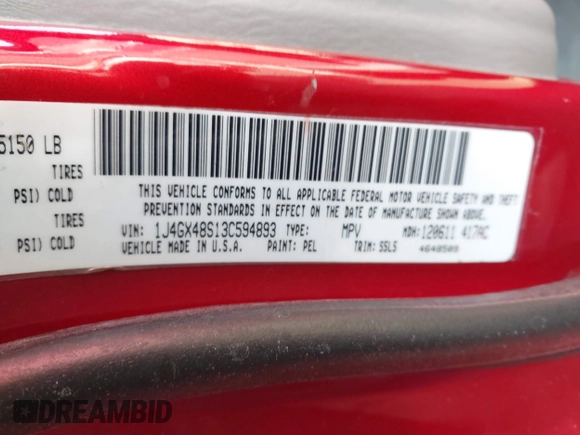 5150 LB
TIRES
PSI) COLD
TIRES
PSI) COLD
THIS VEHICLE CONFORMS TO ALL APPLICABLE FEDERAL MOTOR VEHICLE SAFETY AND THEFT
PREVENTION STANDARDS IN EFFECT ON THE DATE OF MANUFACTURE SHOWN ABOVE.
VIN: 1J4GX48S13C594893 TYPE: MPV MDH: 120611 417AC
VEHICLE MADE IN U.S.A. PAINT: PEL TRIM: S5L5 4640509
DREAMBID